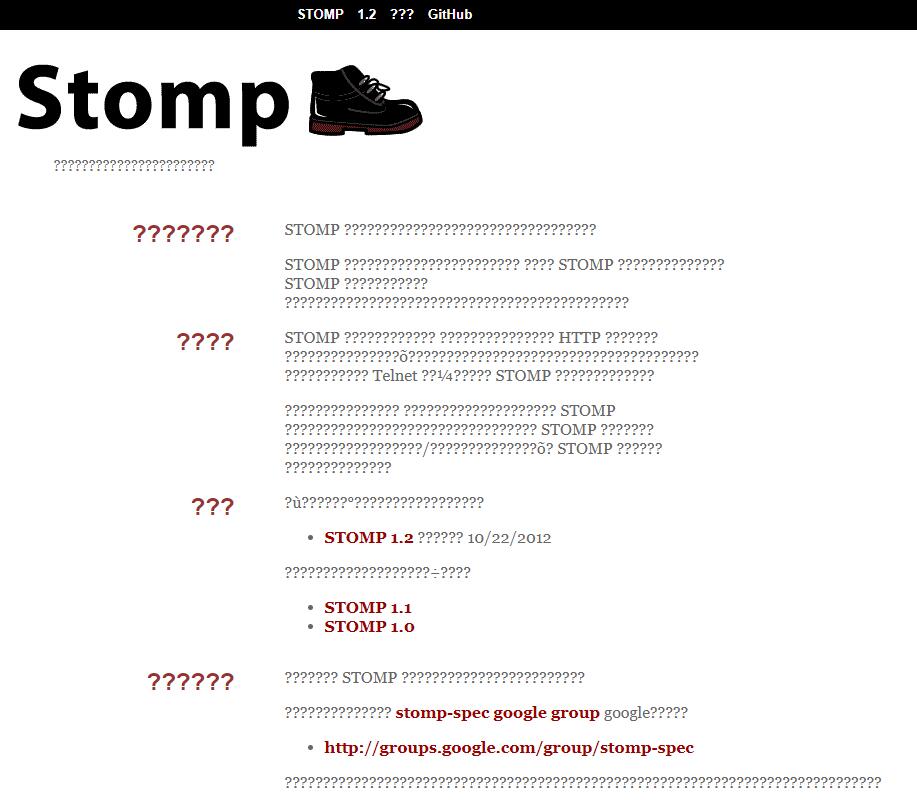 STOMP 1.2 ??? GitHub
Stomp
???????????????????????
???????
STOMP ?????????????????????????????????
STOMP ??????????????????????? ???? STOMP ??????????????
STOMP ???????????
?????????????????????????????????????????????
????
STOMP ???????????? ??????????????? HTTP ???????
???????????????õ??????????????????????????????????????
??????????? Telnet ??¼????? STOMP ?????????????
??????????????? ???????????????????? STOMP
????????????????????????????????? STOMP ???????
??????????????????/??????????????õ? STOMP ??????
??????????????
???
?ù??????°?????????????????
STOMP 1.2 ?????? 10/22/2012
???????????????????÷????
STOMP 1.1
STOMP 1.0
??????
??????? STOMP ????????????????????????
?????????????? stomp-spec google group google?????
http://groups.google.com/group/stomp-spec
??????????????????????????????????????????????????????????????????????????????